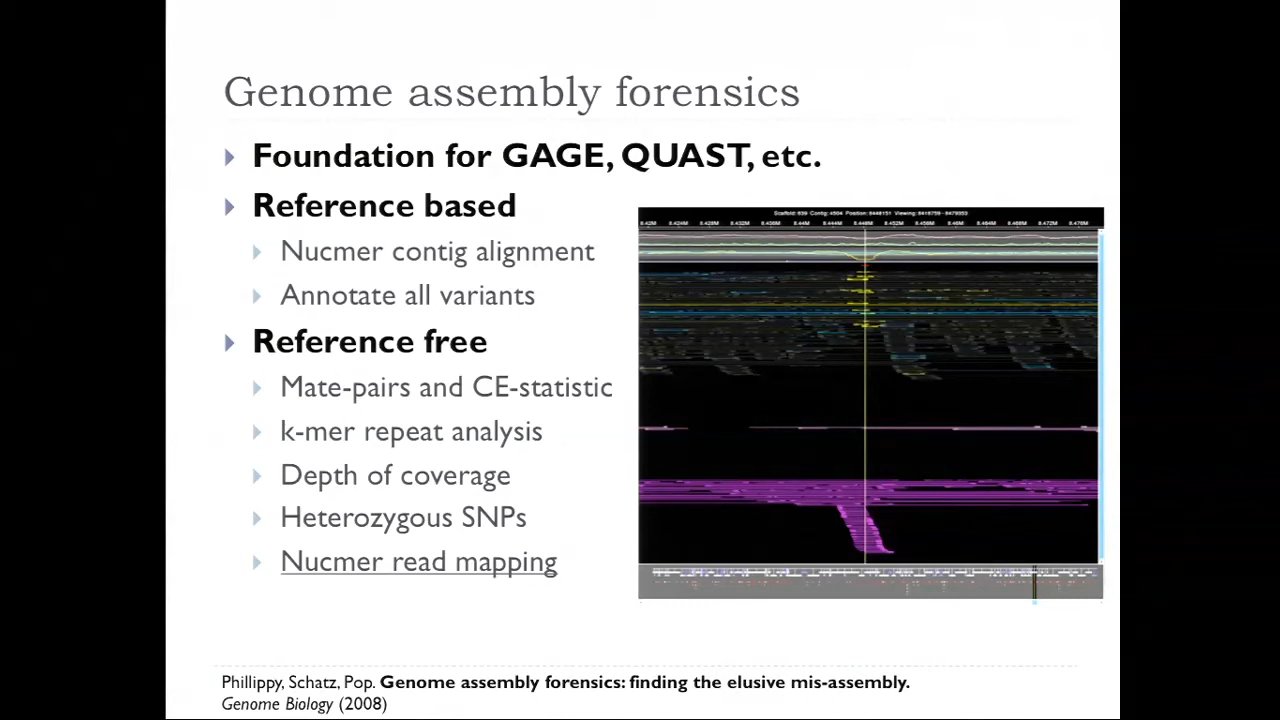 Genome assembly forensics
Foundation for GAGE, QUAST, etc.
Reference based
Nucmer contig alignment
Annotate all variants
Reference free
Mate-pairs and CE-statistic
k-mer repeat analysis
Depth of coverage
Heterozygous SNPs
Nucmer read mapping
Phillippy, Schatz, Pop. Genome assembly forensics: finding the elusive mis-assembly.
Genome Biology (2008)